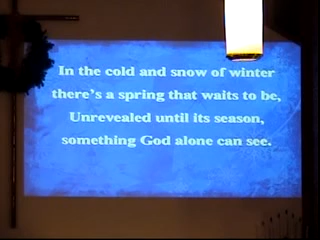 In the cold and snow of winter
there's a spring that waits to be,
Unrevealed until its season,
something God alone can see.